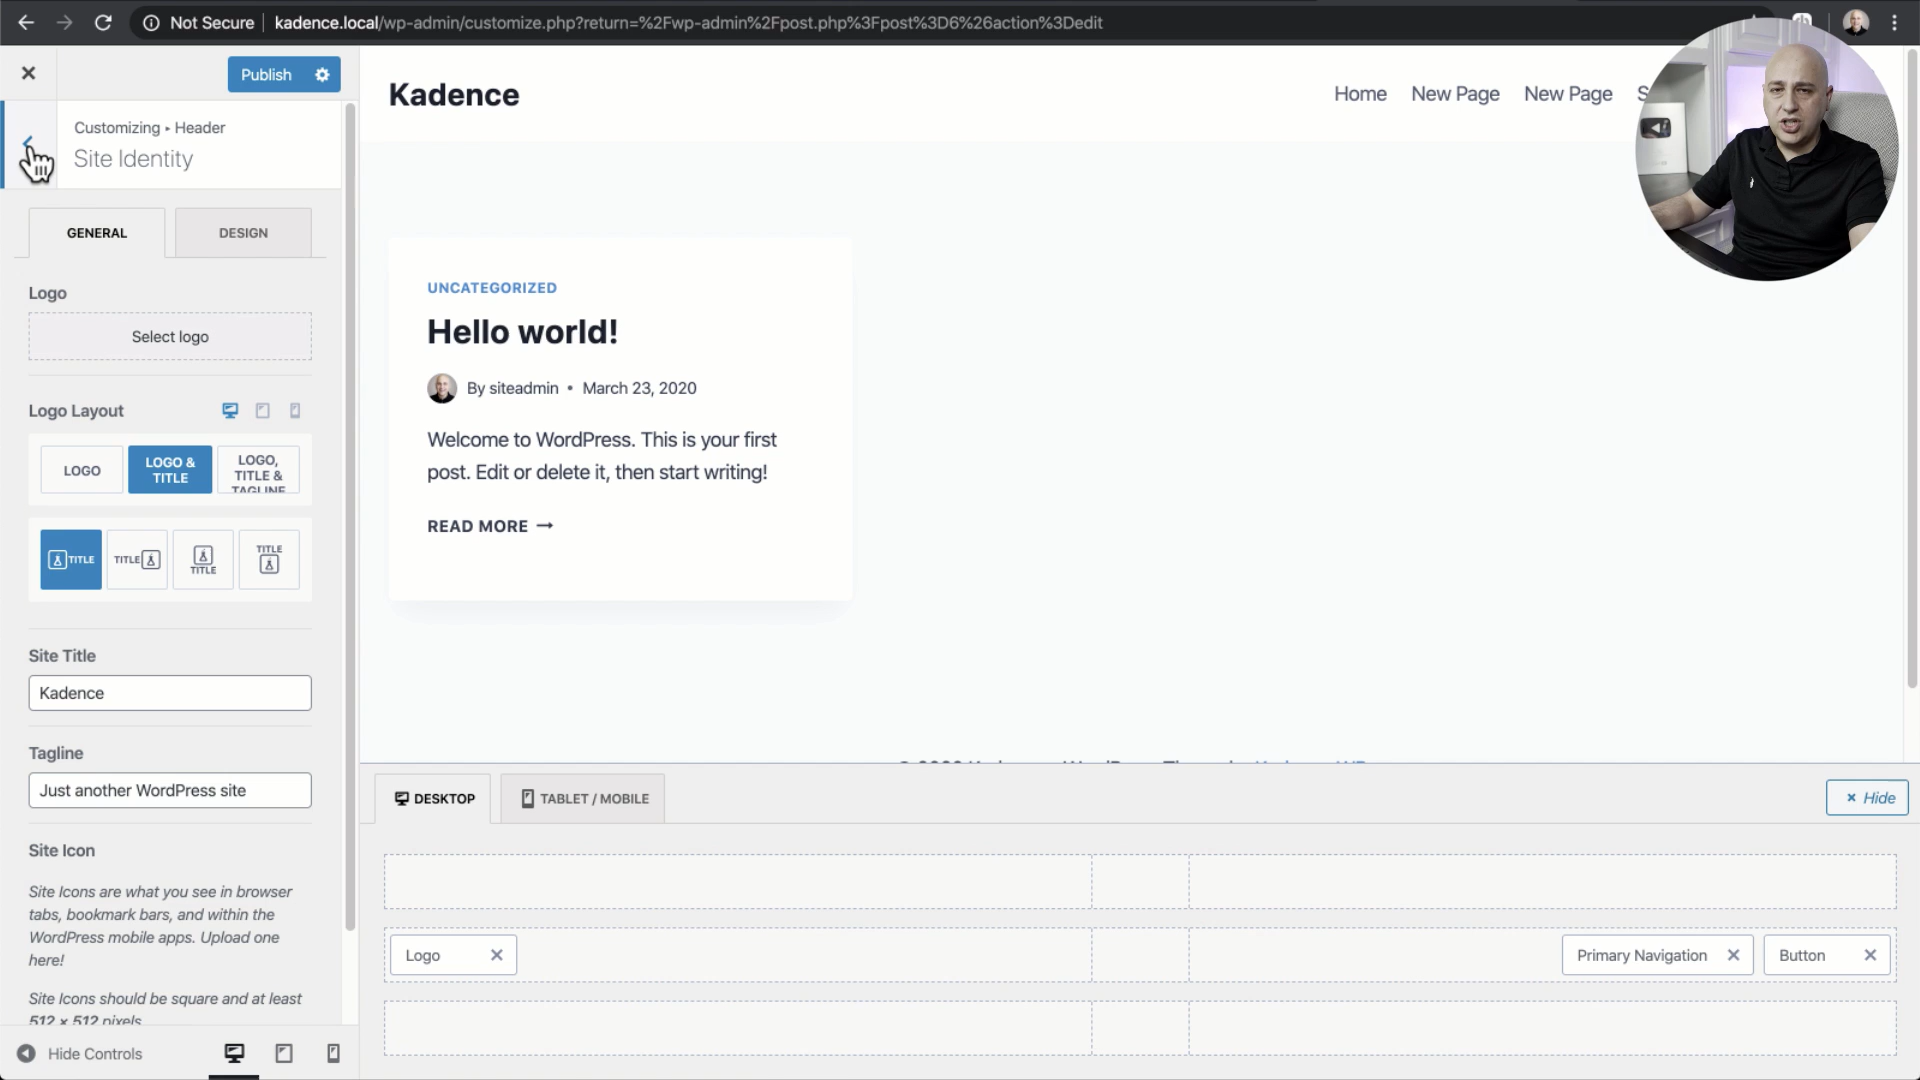 Not Secure kadence.local/wp-admin/customize.php?return=%2Fwp-admin%2Fpost.php%3Fpost%3D6%26action%3Dedit
Publish
Customizing ▸ Header
Site Identity
GENERAL
DESIGN
Logo
Select logo
Logo Layout
LOGO
LOGO &
TITLE
LOGO,
TITLE &
TAGLINE
TITLE
TITLE
TITLE
TITLE
Site Title
Kadence
Tagline
Just another WordPress site
Site Icon
Site Icons are what you see in browser
tabs, bookmark bars, and within the
WordPress mobile apps. Upload one
here!
Site Icons should be square and at least
512 × 512 pixels
Hide Controls
Kadence
Home
New Page
New Page
UNCATEGORIZED
Hello world!
By siteadmin • March 23, 2020
Welcome to WordPress. This is your first
post. Edit or delete it, then start writing!
READ MORE
DESKTOP
TABLET / MOBILE
× Hide
Logo
Primary Navigation
Button